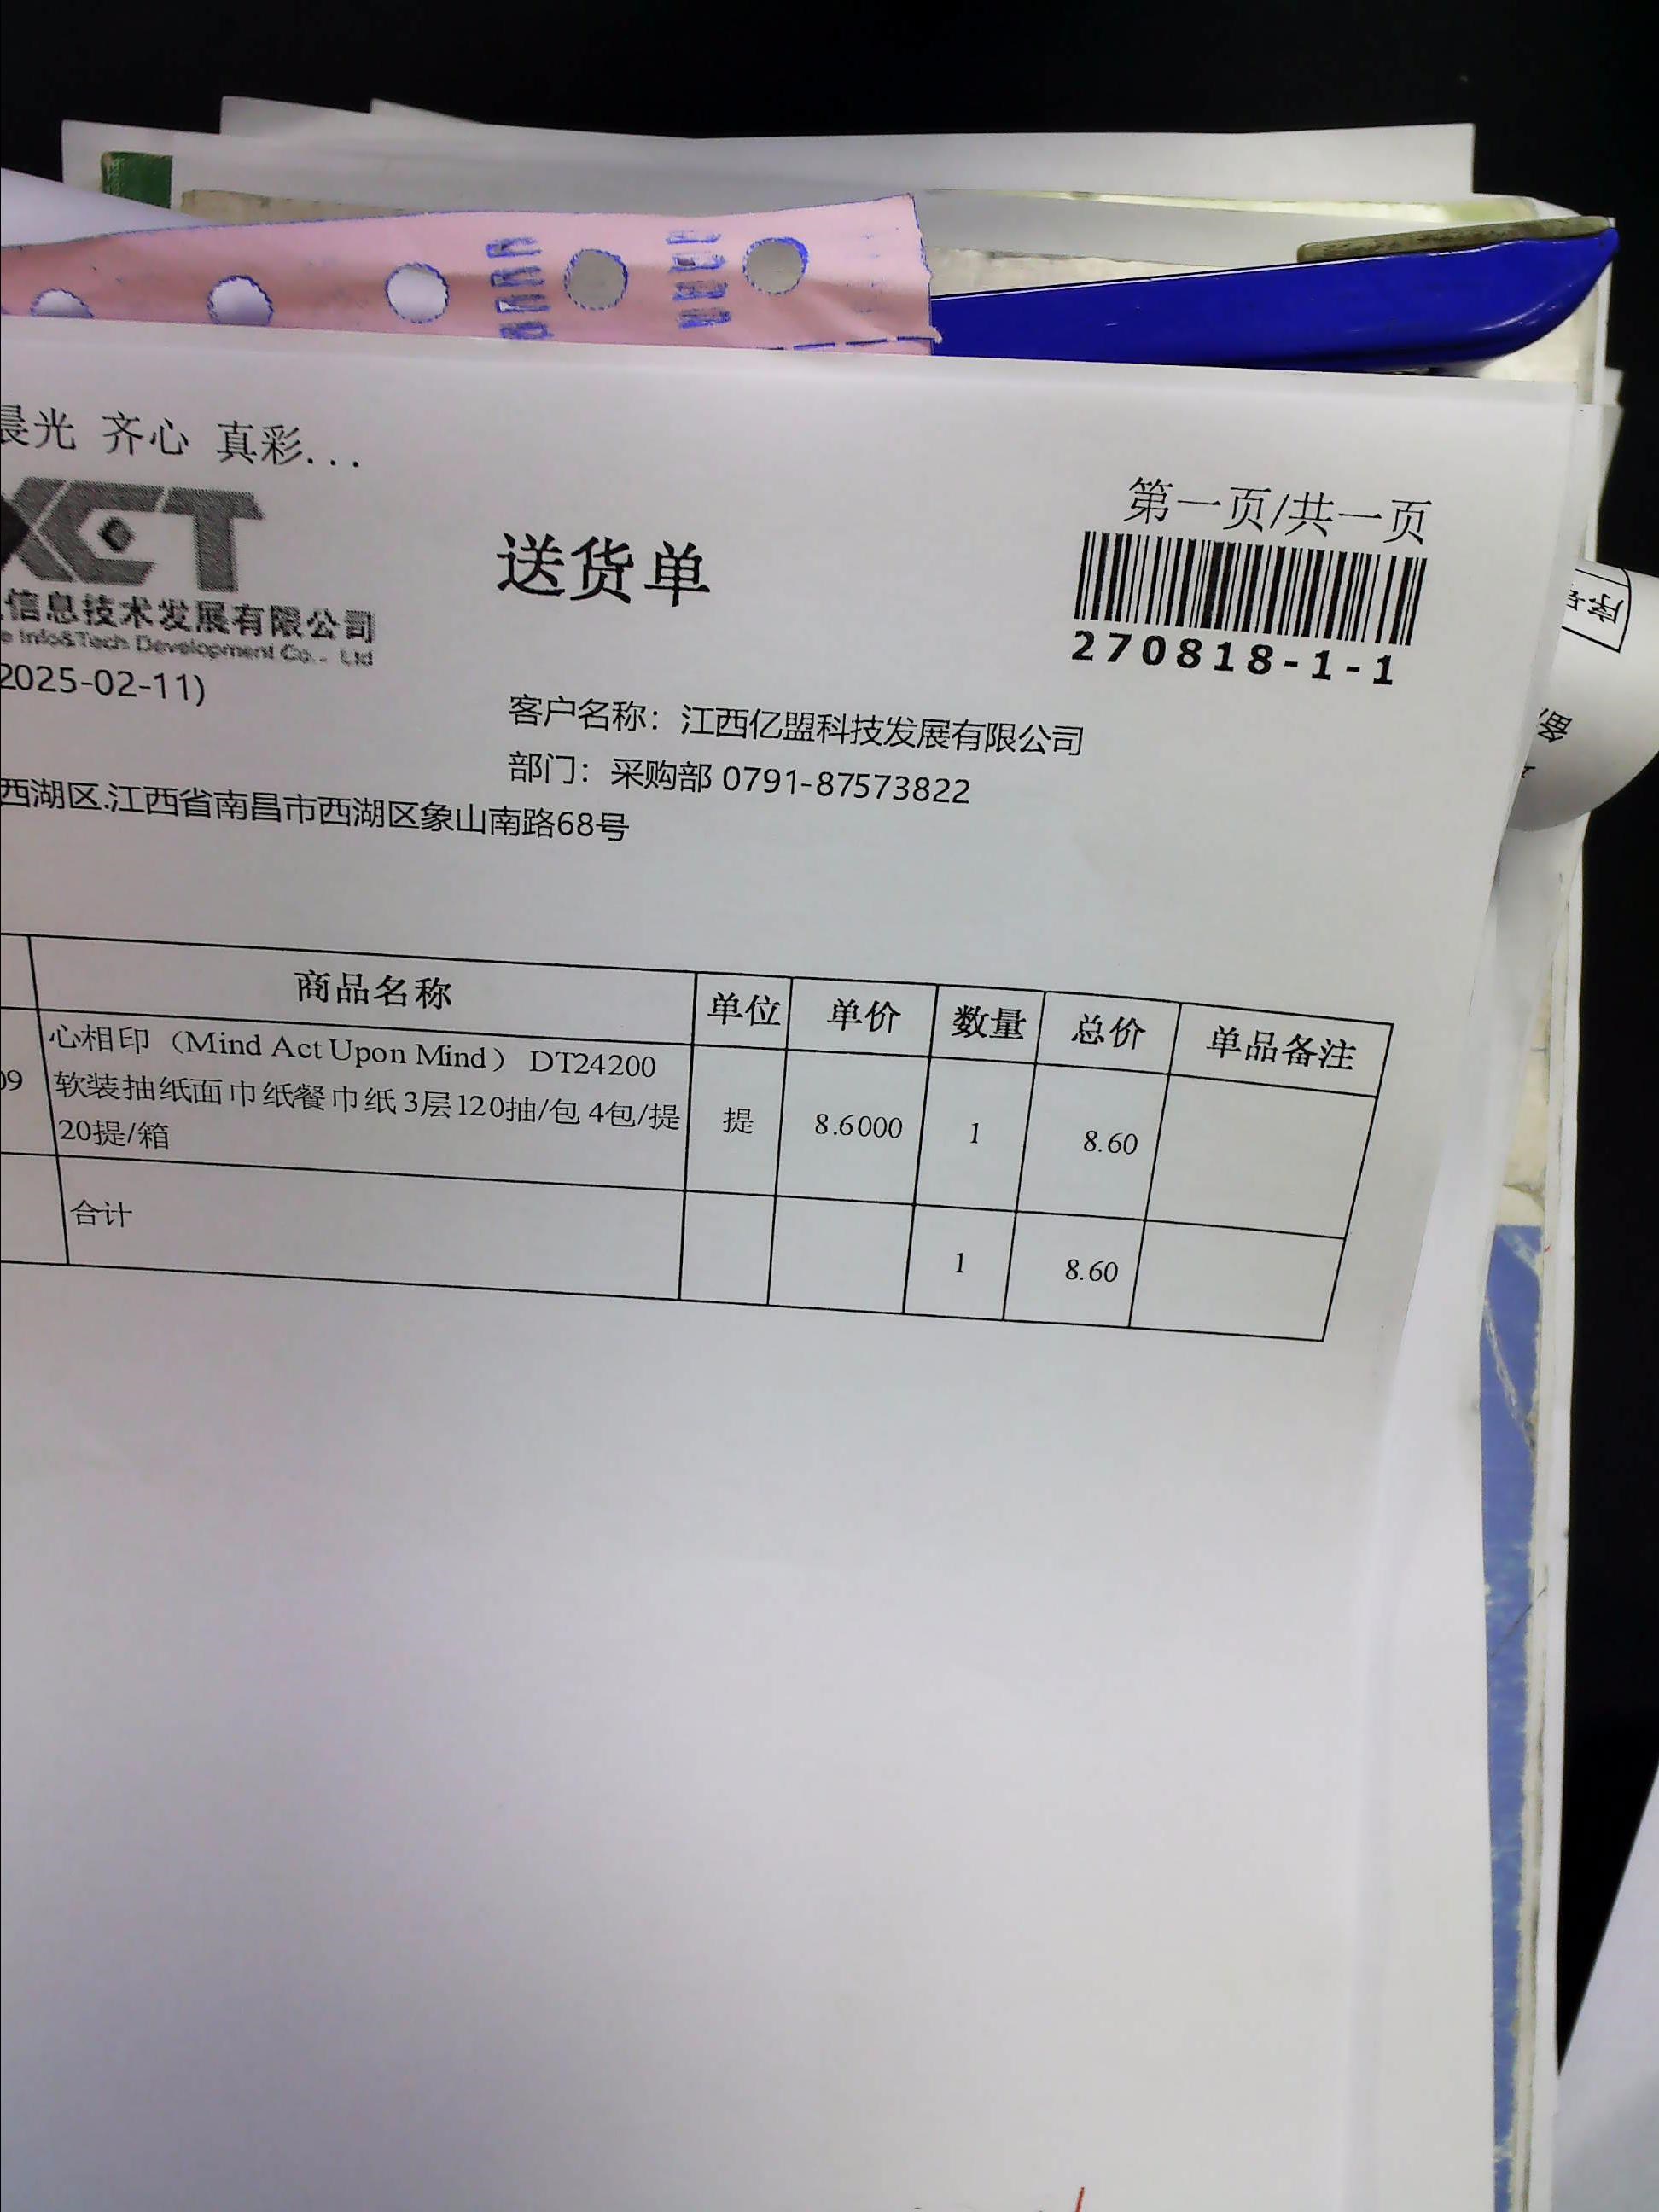 晨光 齐心 真彩...
第一页/共一页
XCT
送货单
信息技术发展有限公司
Info&Tech Development Co., Ltd
270818-1-1
2025-02-11)
客户名称：江西亿盟科技发展有限公司
部门：采购部 0791-87573822
西湖区.江西省南昌市西湖区象山南路68号
商品名称 单位 单价 数量 总价 单品备注
心相印（Mind Act Upon Mind） DT24200
09 软装抽纸面巾纸餐巾纸 3层120抽/包 4包/提 提 8.6000 1 8.60
20提/箱
合计 1 8.60